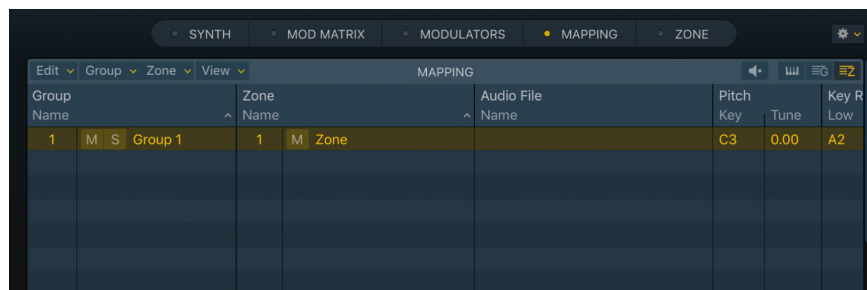 SYNTH MOD MATRIX MODULATORS MAPPING ZONE
Edit Group Zone View MAPPING G Z
Group Zone Audio File Pitch Key R
Name Name Name Key Tune Low
1 M S Group 1 1 M Zone C3 0.00 A2